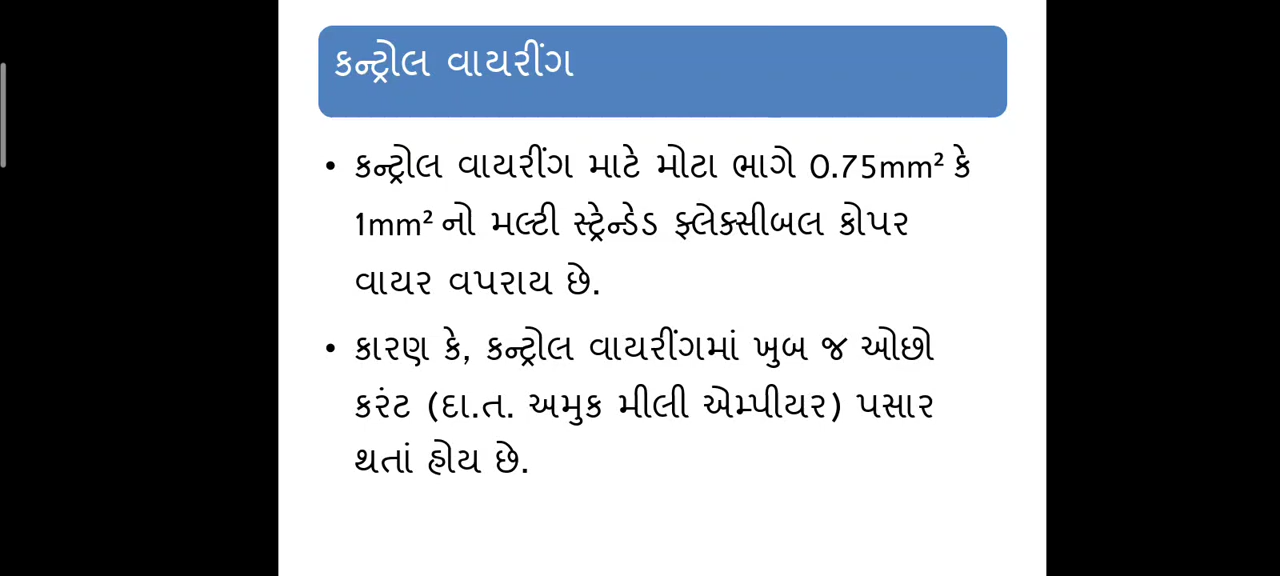 કન્ટ્રોલ વાયરીંગ
• કન્ટ્રોલ વાયરીંગ માટે મોટા ભાગે 0.75mm² કે
1mm² નો મલ્ટી સ્ટ્રેન્ડેડ ફ્લેક્સીબલ કોપર
વાયર વપરાય છે.
• કારણ કે, કન્ટ્રોલ વાયરીંગમાં ખુબ જ ઓછો
કરંટ (દા.ત. અમુક મીલી એમ્પીયર) પસાર
થતાં હોય છે.